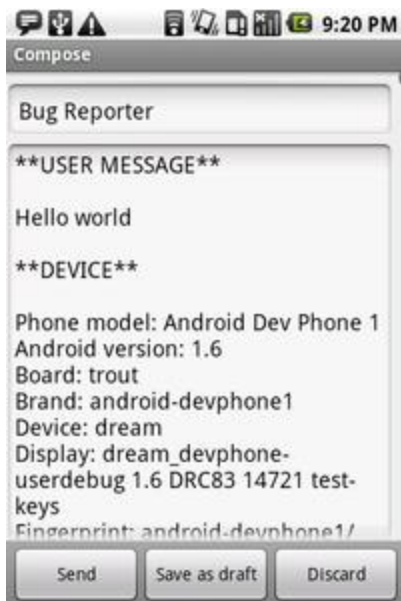 9:20 PM
Compose
Bug Reporter
**USER MESSAGE**
Hello world
**DEVICE**
Phone model: Android Dev Phone 1
Android version: 1.6
Board: trout
Brand: android-devphone1
Device: dream
Display: dream_devphone-
userdebug 1.6 DRC83 14721 test-
keys
Fingerprint: android-devphone1/
Send Save as draft Discard